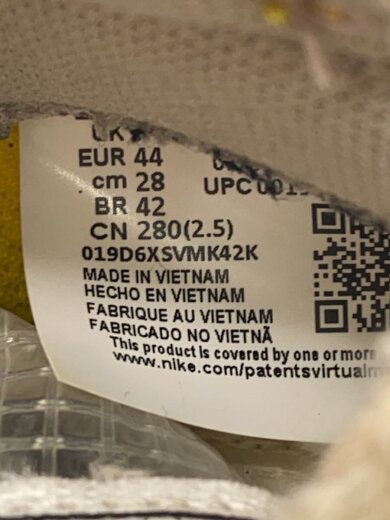 UK
EUR 44
cm 28
UPC
BR 42
CN 280(2.5)
019D6XSVMK42K
MADE IN VIETNAM
HECHO EN VIETNAM
FABRIQUE AU VIETNAM
FABRICADO NO VIETNÃ
This product is covered by one or more
www.nike.com/patentsvirtual